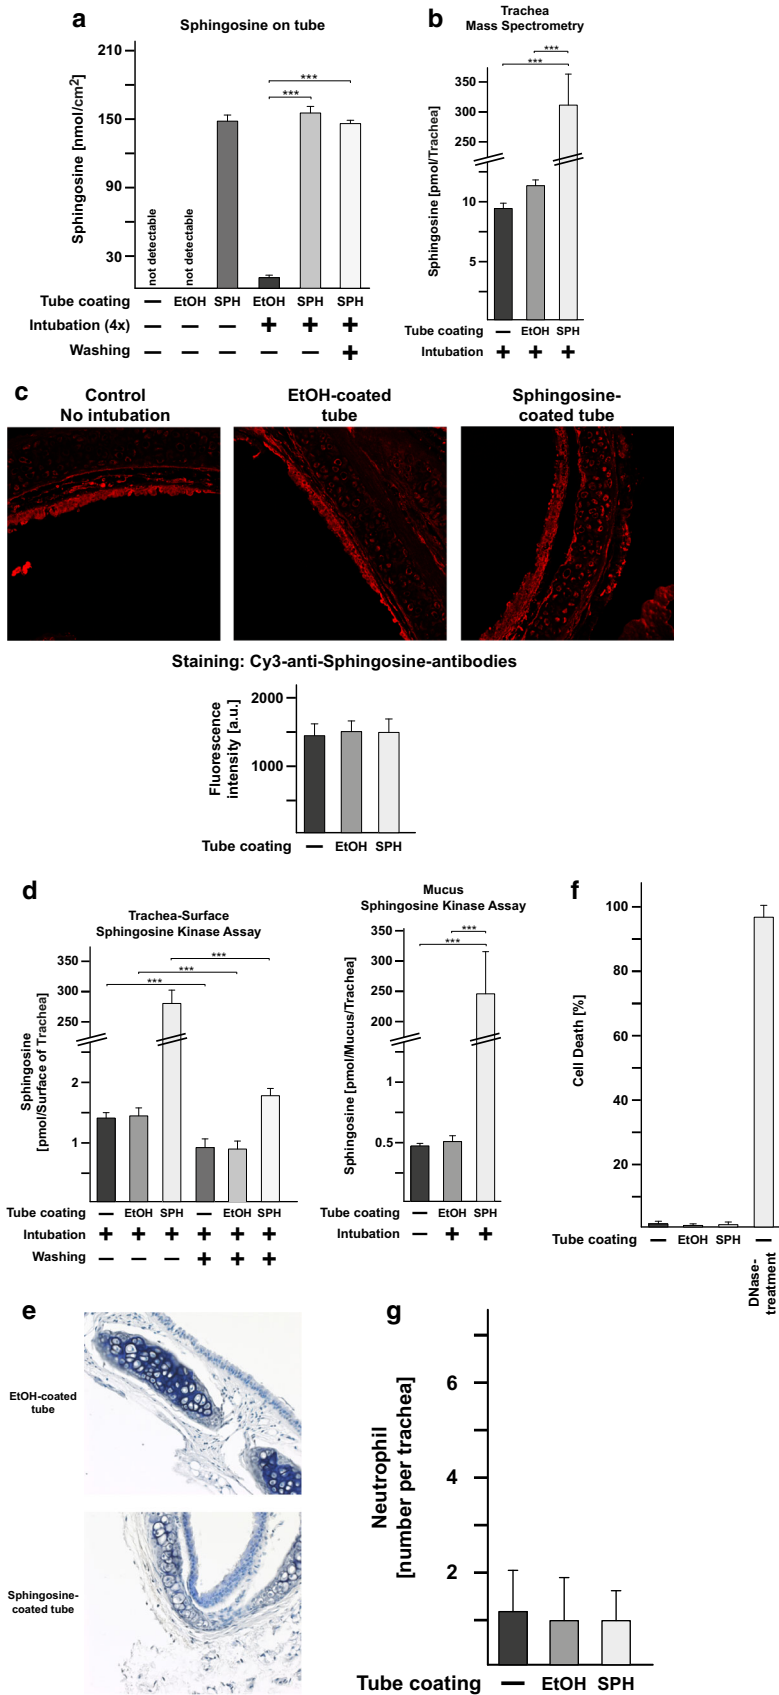 a
Sphingosine on tube
Sphingosine [nmol/cm2]
210
150
90
30
not detectable
not detectable
***
***
Tube coating — EtOH SPH EtOH SPH SPH
Intubation (4x) — — — + + +
Washing — — — — — +
b
Trachea
Mass Spectrometry
Sphingosine [pmol/Trachea]
***
***
350
300
250
10
5
Tube coating — EtOH SPH
Intubation + + +
c
Control
No intubation
EtOH-coated
tube
Sphingosine-
coated tube
Staining: Cy3-anti-Sphingosine-antibodies
Fluorescence
intensity [a.u.]
2000
1000
Tube coating — EtOH SPH
d
Trachea-Surface
Sphingosine Kinase Assay
Sphingosine
[pmol/Surface of Trachea]
***
***
***
350
300
250
2
1
Tube coating — EtOH SPH — EtOH SPH
Intubation + + + + + +
Washing — — — + + +
Mucus
Sphingosine Kinase Assay
Sphingosine [pmol/Mucus/Trachea]
***
***
350
300
250
200
1
0.5
Tube coating — EtOH SPH
Intubation — + +
f
Cell Death [%]
100
80
60
40
20
Tube coating — EtOH SPH —
DNase-
treatment
e
EtOH-coated
tube
Sphingosine-
coated tube
g
Neutrophil
[number per trachea]
6
4
2
Tube coating — EtOH SPH